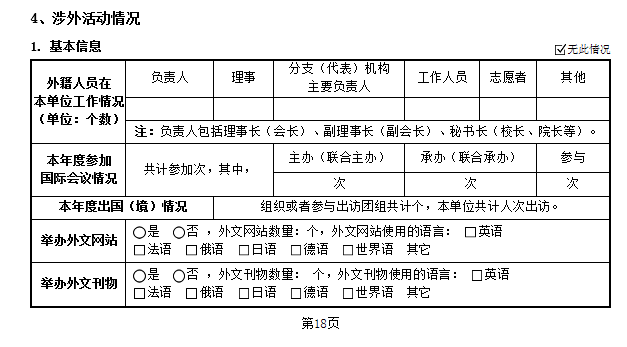 4、涉外活动情况
1. 基本信息
☑无此情况
外籍人员在
本单位工作情况
（单位：个数）
负责人
理事
分支（代表）机构
主要负责人
工作人员
志愿者
其他
注：负责人包括理事长（会长）、副理事长（副会长）、秘书长（校长、院长等）。
本年度参加
国际会议情况
共计参加次，其中，
主办（联合主办）
承办（联合承办）
参与
次
次
次
本年度出国（境）情况
组织或者参与出访团组共计个，本单位共计人次出访。
举办外文网站
○是 ○否 ，外文网站数量：个，外文网站使用的语言： □英语
□法语 □俄语 □日语 □德语 □世界语 其它
举办外文刊物
○是 ○否 ，外文刊物数量： 个，外文刊物使用的语言： □英语
□法语 □俄语 □日语 □德语 □世界语 其它
第18页